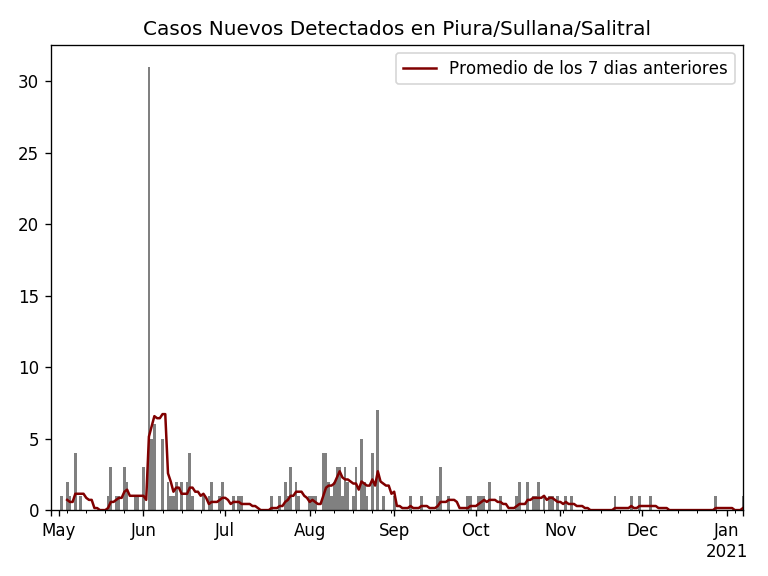 Casos Nuevos Detectados en Piura/Sullana/Salitral
Promedio de los 7 dias anteriores
30
25
20
15
10
5
0
May Jun Jul Aug Sep Oct Nov Dec Jan
2021